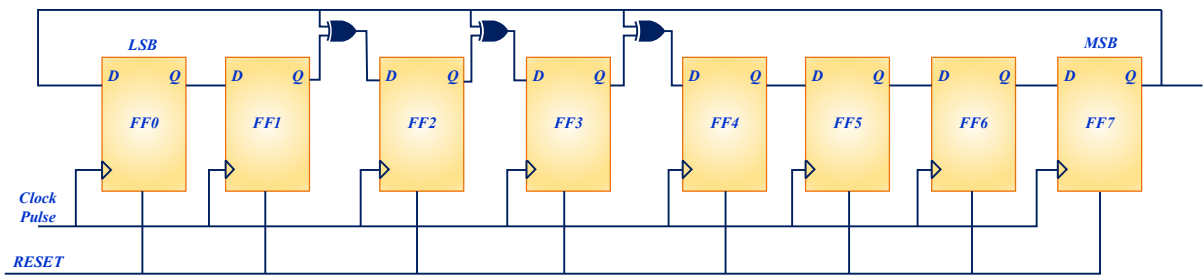 LSB
MSB
D Q D Q D Q D Q D Q D Q D Q D Q
FF0 FF1 FF2 FF3 FF4 FF5 FF6 FF7
Clock
Pulse
RESET